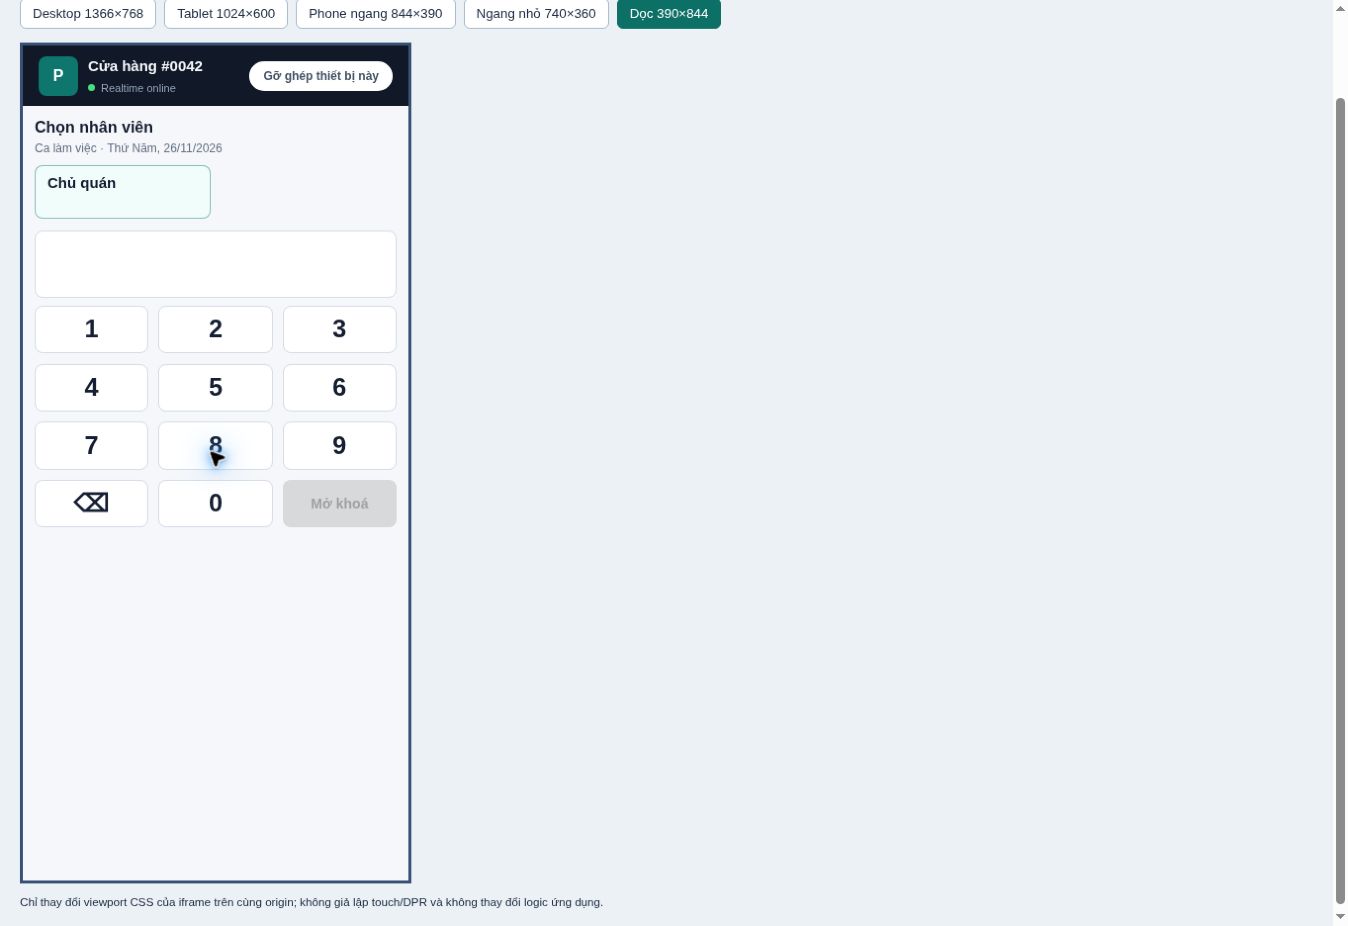 Desktop 1366×768 Tablet 1024×600 Phone ngang 844×390 Ngang nhỏ 740×360 Dọc 390×844
P Cửa hàng #0042 Gỡ ghép thiết bị này
Realtime online
Chọn nhân viên
Ca làm việc · Thứ Năm, 26/11/2026
Chủ quán
1 2 3
4 5 6
7 8 9
⌫ 0 Mở khoá
Chỉ thay đổi viewport CSS của iframe trên cùng origin; không giả lập touch/DPR và không thay đổi logic ứng dụng.